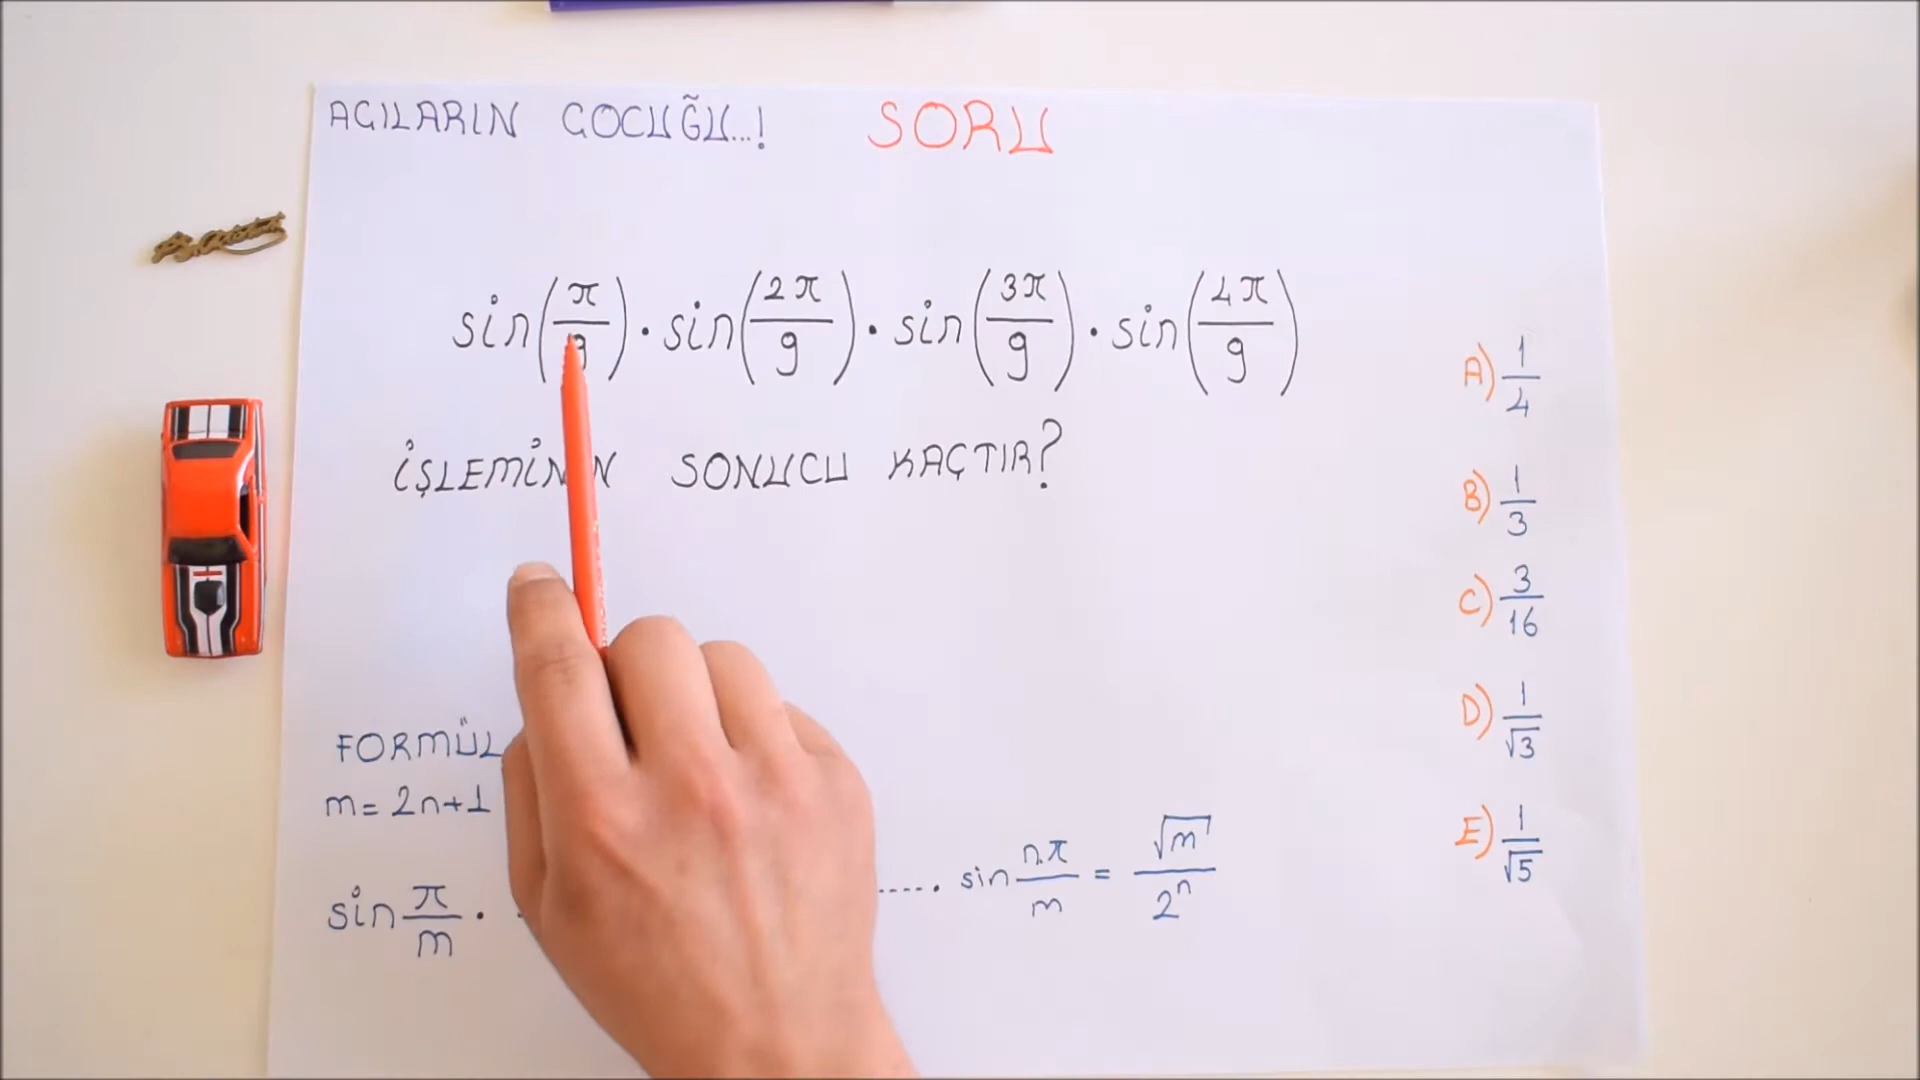 ACILARIN ÇOCUĞU...! SORU
sin(π/9) · sin(2π/9) · sin(3π/9) · sin(4π/9)
İŞLEMİNİN SONUCU KAÇTIR?
A) 1/4
B) 1/3
C) 3/16
D) 1/√3
E) 1/√5
FORMÜL
m = 2n+1
sin π/m · ..... sin n.π/m = √m/2ⁿ